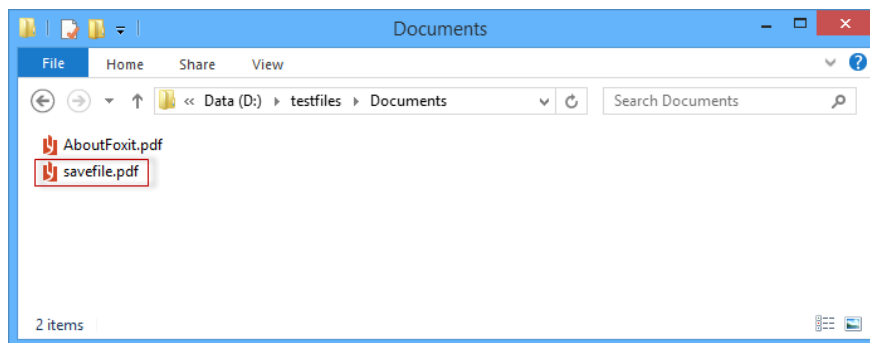 Documents
File Home Share View
« Data (D:) testfiles Documents Search Documents
AboutFoxit.pdf
savefile.pdf
2 items